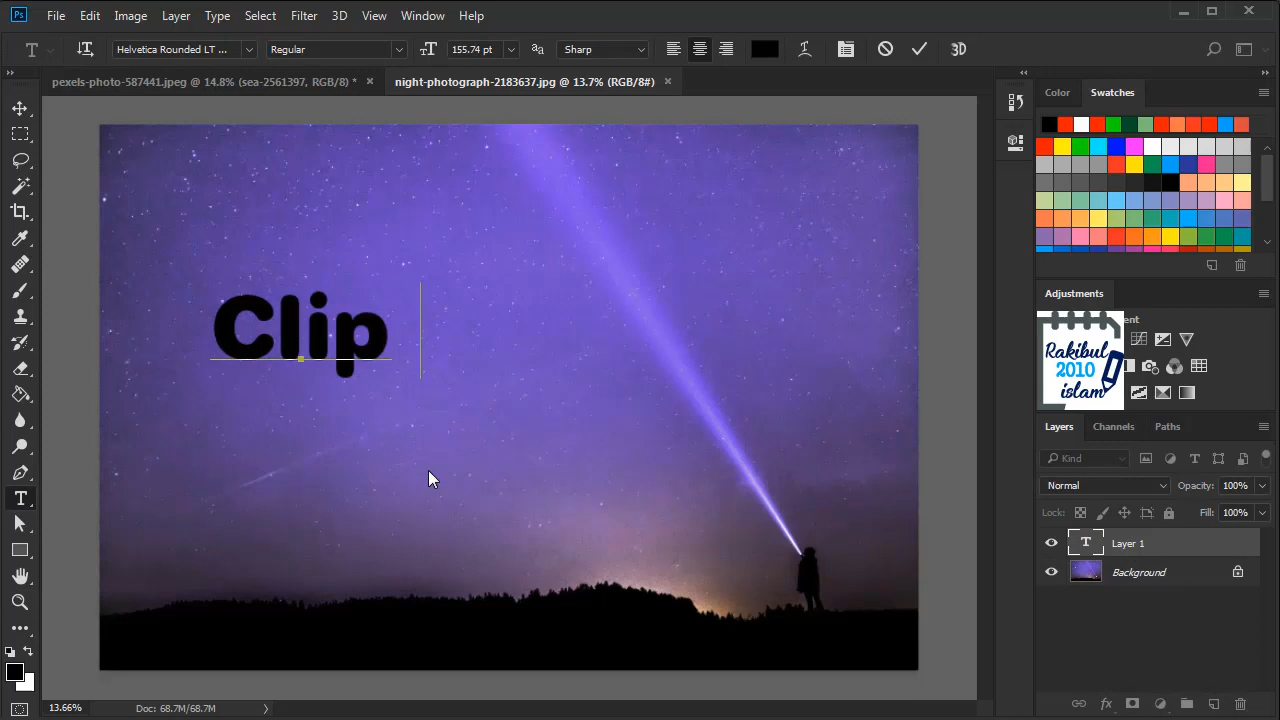 File Edit Image Layer Type Select Filter 3D View Window Help
Helvetica Rounded LT ... Regular 155.74 pt Sharp 3D
pexels-photo-587441.jpeg @ 14.8% (sea-2561397, RGB/8) * night-photograph-2183637.jpg @ 13.7% (RGB/8#)
Color Swatches
Clip
Adjustments
Rakibul
2010
islam
Layers Channels Paths
Kind
Normal Opacity: 100%
Lock: Fill: 100%
Layer 1
Background
13.66% Doc: 68.7M/68.7M